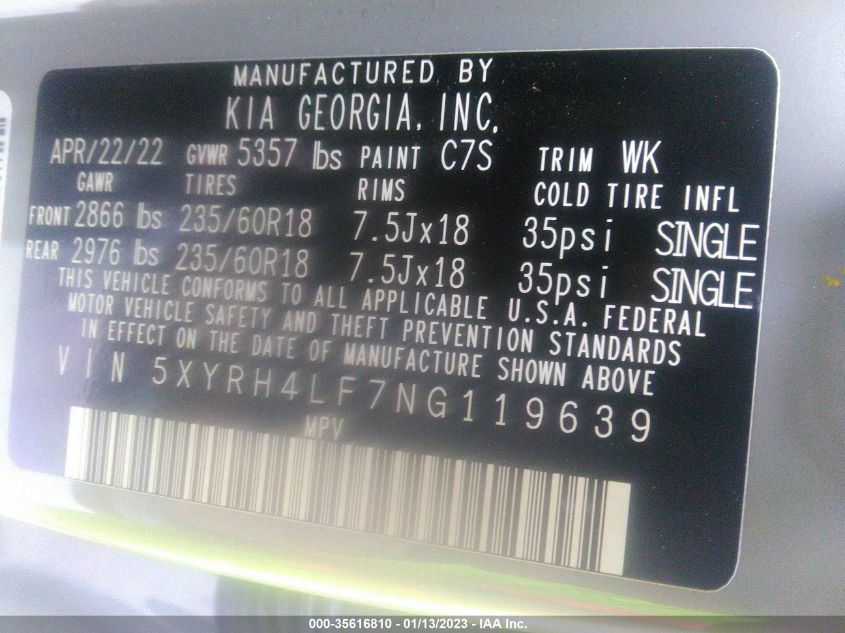 MANUFACTURED BY
KIA GEORGIA, INC.
APR/22/22 GVWR 5357 lbs PAINT C7S TRIM WK
GAWR TIRES RIMS COLD TIRE INFL
FRONT 2866 lbs 235/60R18 7.5Jx18 35psi SINGLE
REAR 2976 lbs 235/60R18 7.5Jx18 35psi SINGLE
THIS VEHICLE CONFORMS TO ALL APPLICABLE U.S.A. FEDERAL
MOTOR VEHICLE SAFETY AND THEFT PREVENTION STANDARDS
IN EFFECT ON THE DATE OF MANUFACTURE SHOWN ABOVE
VIN 5XYRH4LF7NG119639
MPV
000-35616810 - 01/13/2023 - IAA Inc.